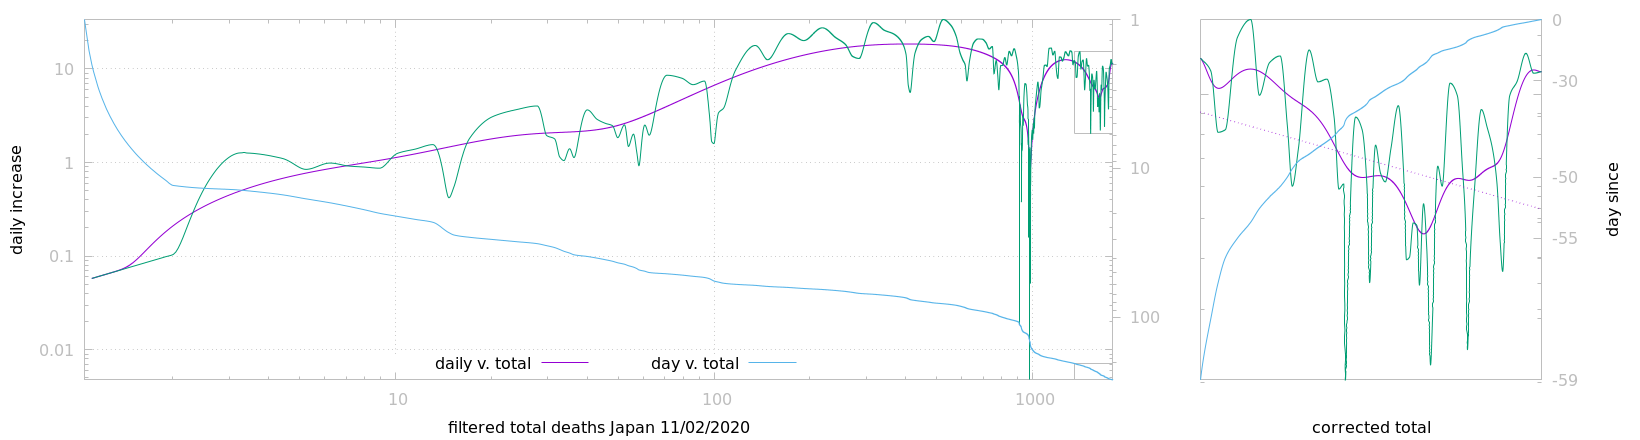 daily increase
10
1
0.1
0.01
daily v. total
day v. total
10
100
1000
filtered total deaths Japan 11/02/2020
1
10
100
0
-30
-50
-55
-59
day since
corrected total